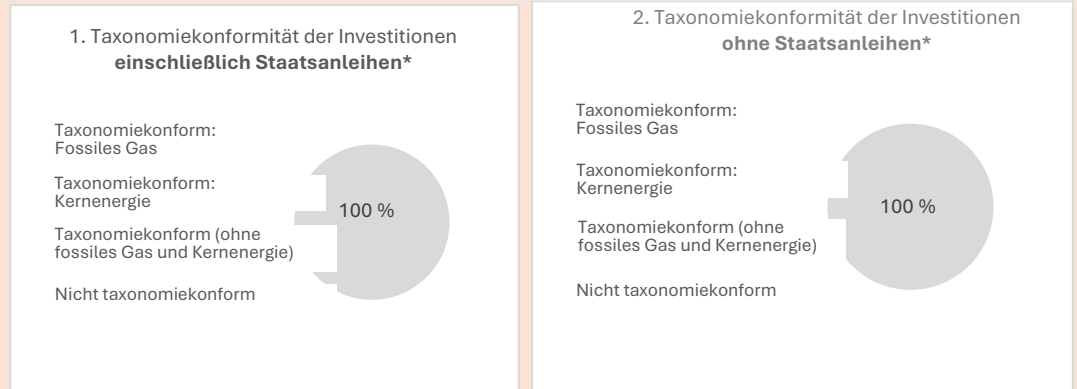 1. Taxonomiekonformität der Investitionen
einschließlich Staatsanleihen*
Taxonomiekonform:
Fossiles Gas
Taxonomiekonform:
Kernenergie
Taxonomiekonform (ohne
fossiles Gas und Kernenergie)
Nicht taxonomiekonform
100 %
2. Taxonomiekonformität der Investitionen
ohne Staatsanleihen*
Taxonomiekonform:
Fossiles Gas
Taxonomiekonform:
Kernenergie
Taxonomiekonform (ohne
fossiles Gas und Kernenergie)
Nicht taxonomiekonform
100 %